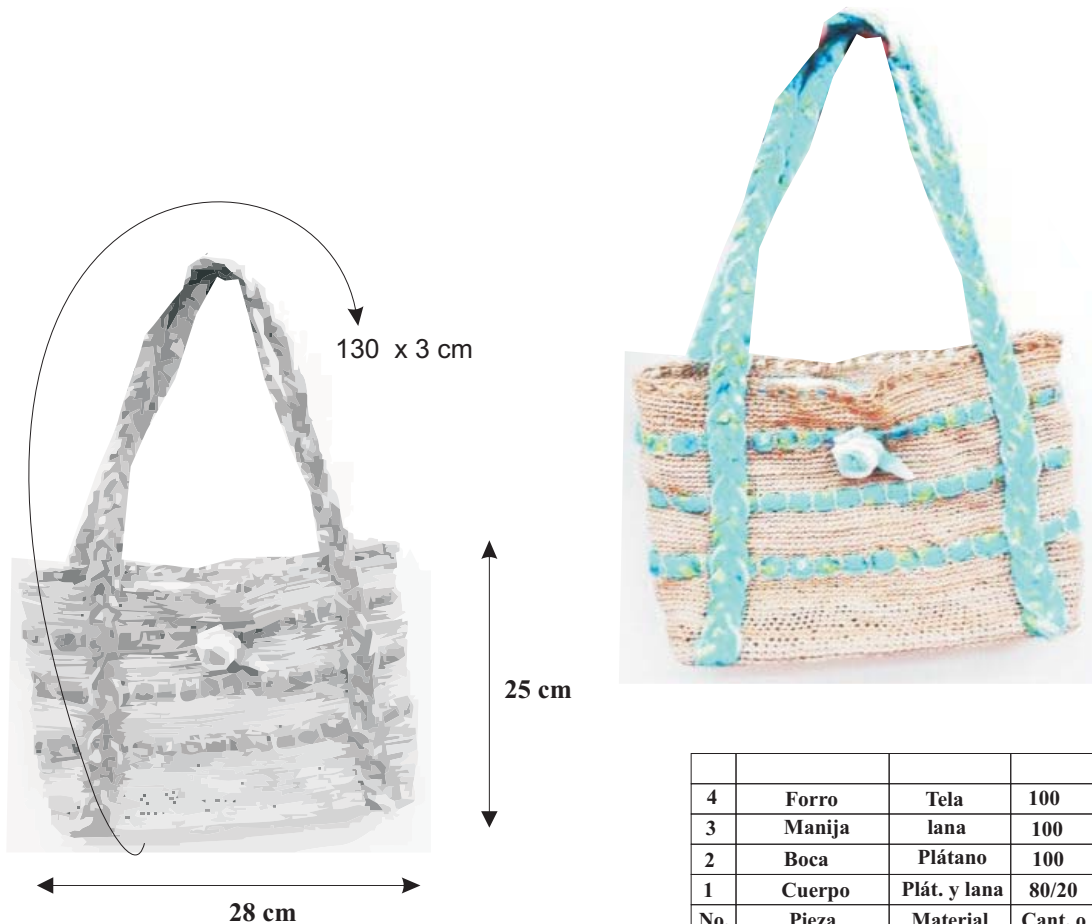 130 x 3 cm
25 cm
28 cm
4 Forro Tela 100
3 Manija lana 100
2 Boca Plátano 100
1 Cuerpo Plát. y lana 80/20
No Pieza Material Cant. o